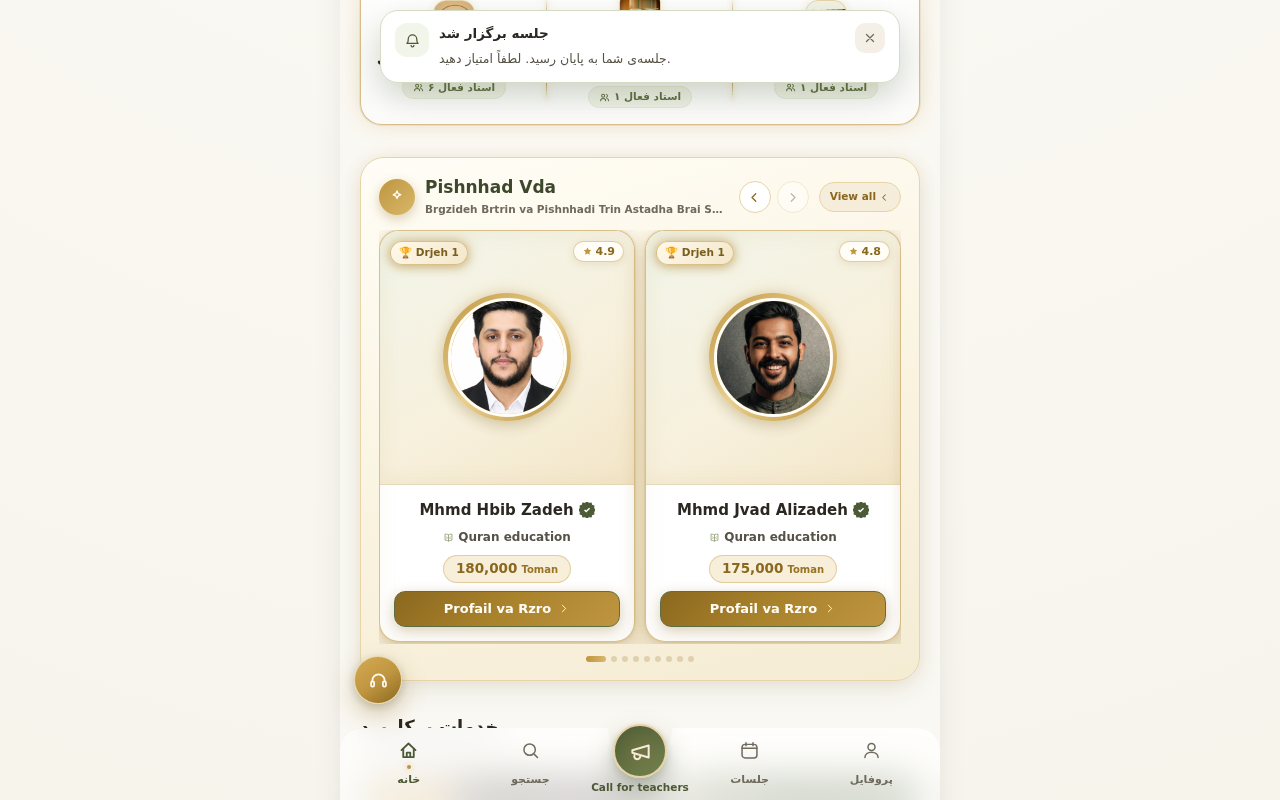 جلسه برگزار شد
جلسه‌ی شما به پایان رسید. لطفاً امتیاز دهید.
۶ استاد فعال
۱ استاد فعال
۱ استاد فعال
Pishnhad Vda
Brgzideh Brtrin va Pishnhadi Trin Astadha Brai S...
View all
🏆 Drjeh 1
★ 4.9
🏆 Drjeh 1
★ 4.8
Mhmd Hbib Zadeh
Quran education
180,000 Toman
Profail va Rzro
Mhmd Jvad Alizadeh
Quran education
175,000 Toman
Profail va Rzro
خانه
جستجو
Call for teachers
جلسات
پروفایل